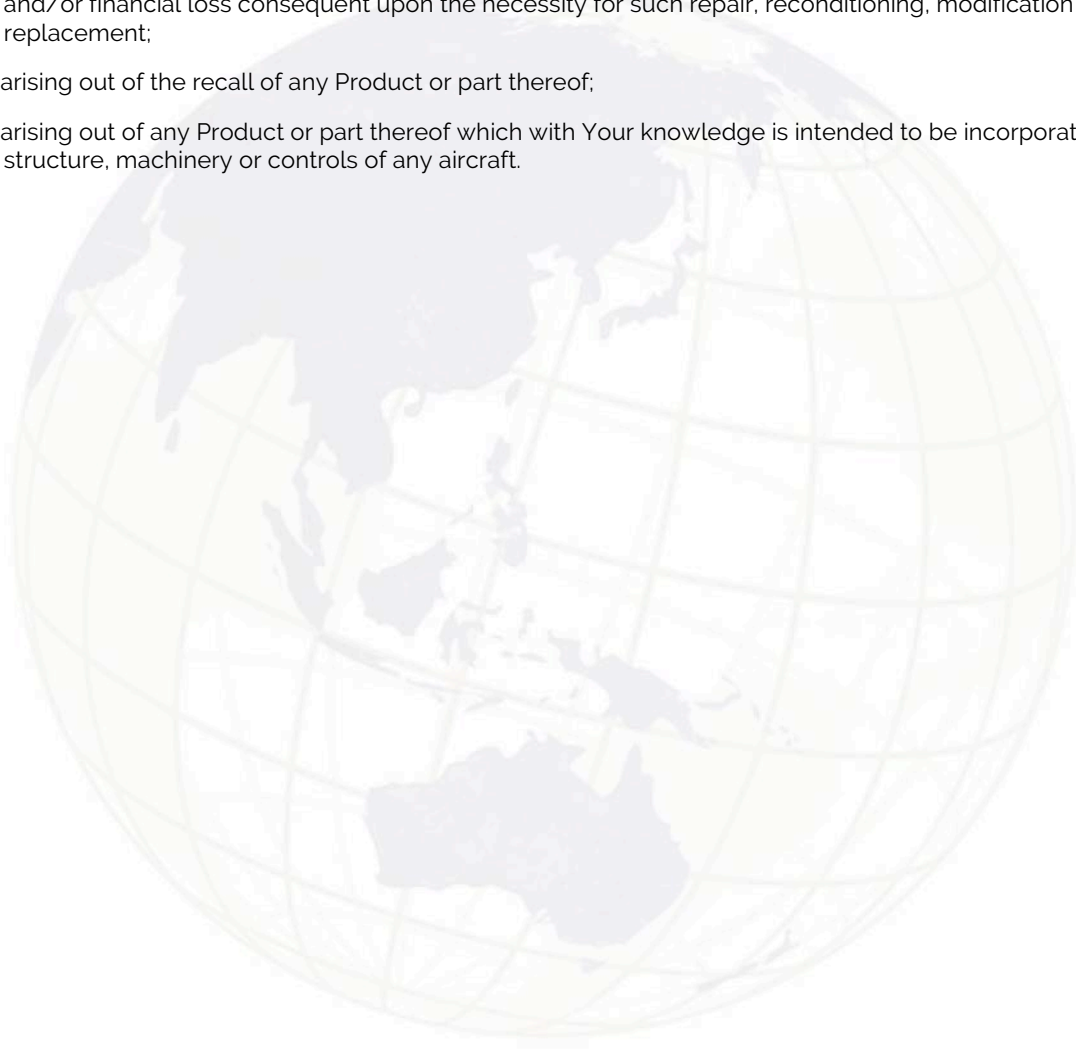 and/or financial loss consequent upon the necessity for such repair, reconditioning, modification
replacement;
arising out of the recall of any Product or part thereof;
arising out of any Product or part thereof which with Your knowledge is intended to be incorporat
structure, machinery or controls of any aircraft.